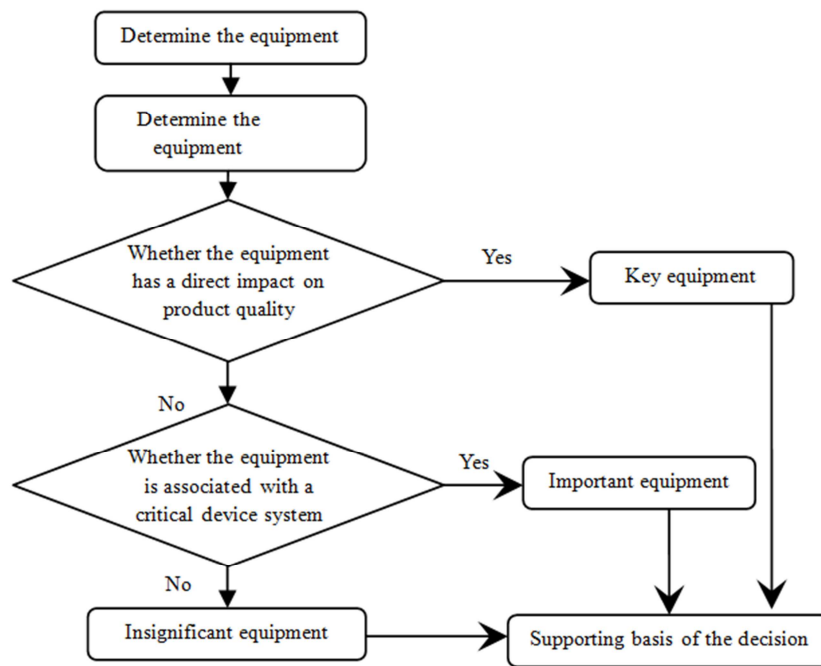 Determine the equipment
Determine the
equipment
Whether the equipment
has a direct impact on
product quality
Yes
Key equipment
No
Whether the equipment
is associated with a
critical device system
Yes
Important equipment
No
Insignificant equipment
Supporting basis of the decision